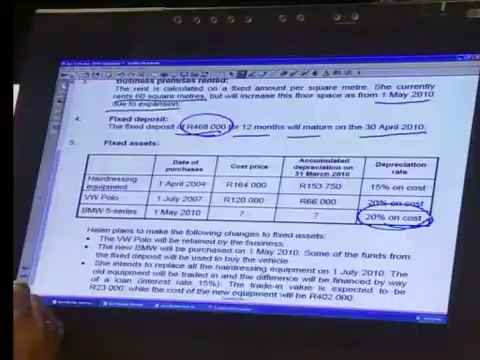 3. Business premises rented:
The rent is calculated on a fixed amount per square metre. She currently
rents 60 square metres, but will increase this floor space as from 1 May 2010
due to expansion.
4. Fixed deposit:
The fixed deposit of R468 000 for 12 months will mature on the 30 April 2010.
5. Fixed assets:
Date of purchases Cost price Accumulated depreciation on 31 March 2010 Depreciation rate
Hairdressing equipment 1 April 2004 R164 000 R153 750 15% on cost
VW Polo 1 July 2007 R120 000 R66 000 20% on cost
BMW 5-series 1 May 2010 ? ? 20% on cost
Helen plans to make the following changes to fixed assets:
• The VW Polo will be retained by the business.
• The new BMW will be purchased on 1 May 2010. Some of the funds from
the fixed deposit will be used to buy the vehicle
• She intends to replace all the hairdressing equipment on 1 July 2010. The
old equipment will be traded in and the difference will be financed by way
of a loan (interest rate 15%). The trade-in value is expected to be
R23 000 while the cost of the new equipment will be R402 000.